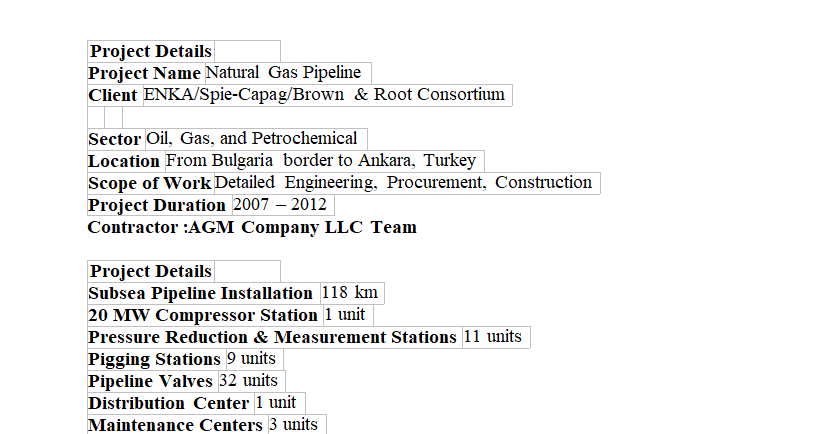 Project Details
Project Name Natural Gas Pipeline
Client ENKA/Spie-Capag/Brown & Root Consortium
Sector Oil, Gas, and Petrochemical
Location From Bulgaria border to Ankara, Turkey
Scope of Work Detailed Engineering, Procurement, Construction
Project Duration 2007 – 2012
Contractor :AGM Company LLC Team
Project Details
Subsea Pipeline Installation 118 km
20 MW Compressor Station 1 unit
Pressure Reduction & Measurement Stations 11 units
Pigging Stations 9 units
Pipeline Valves 32 units
Distribution Center 1 unit
Maintenance Centers 3 units